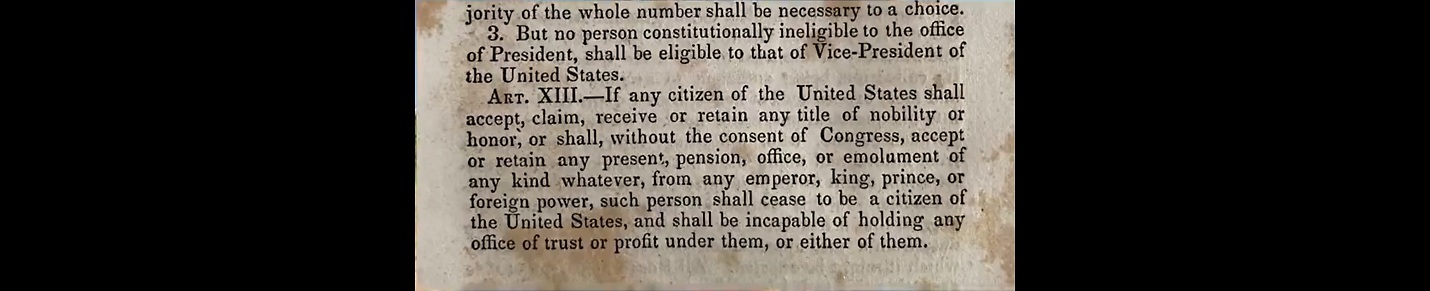 jority of the whole number shall be necessary to a choice.
3. But no person constitutionally ineligible to the office
of President, shall be eligible to that of Vice-President of
the United States.
ART. XIII.—If any citizen of the United States shall
accept, claim, receive or retain any title of nobility or
honor, or shall, without the consent of Congress, accept
or retain any present, pension, office, or emolument of
any kind whatever, from any emperor, king, prince, or
foreign power, such person shall cease to be a citizen of
the United States, and shall be incapable of holding any
office of trust or profit under them, or either of them.